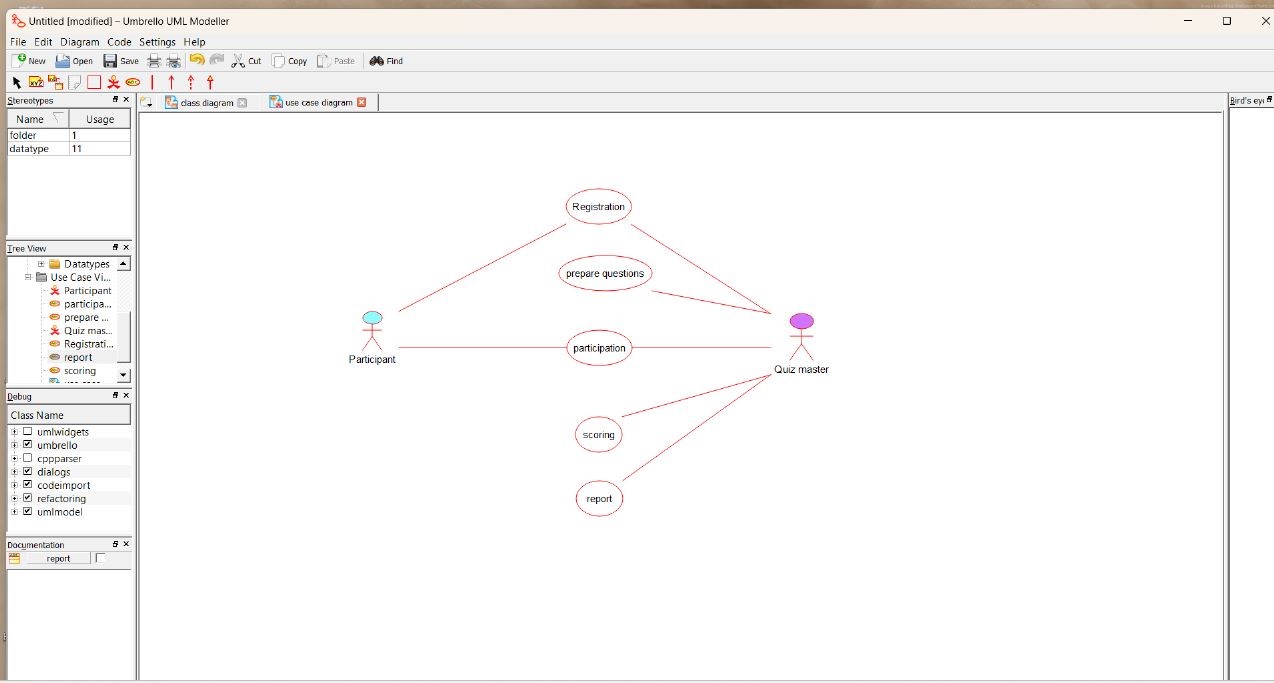 Untitled [modified] – Umbrello UML Modeller
File Edit Diagram Code Settings Help
New Open Save Cut Copy Paste Find
Stereotypes
class diagram
use case diagram
Bird's ey
Name Usage
folder 1
datatype 11
Tree View
Datatypes
Use Case Vi...
Participant
participa...
prepare ...
Quiz mas...
Registrati...
report
scoring
Debug
Class Name
umlwidgets
umbrello
cppparser
dialogs
codeimport
refactoring
umlmodel
Documentation
report
Registration
prepare questions
participation
Participant
Quiz master
scoring
report